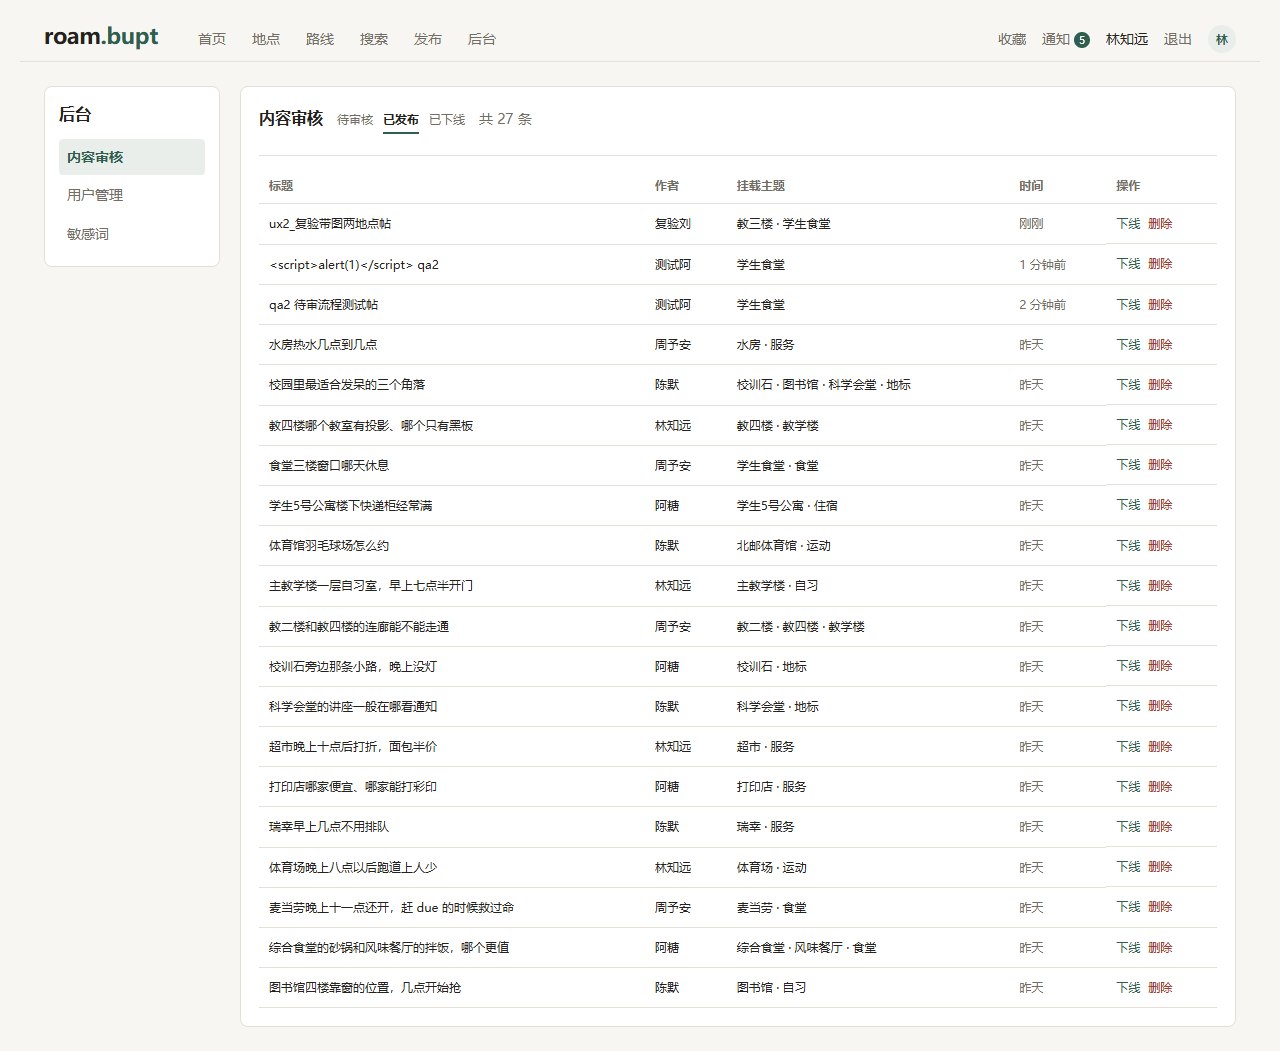 roam.bupt 首页 地点 路线 搜索 发布 后台 收藏 通知 5 林知远 退出 林
后台
内容审核
用户管理
敏感词
内容审核 待审核 已发布 已下线 共 27 条
标题 作者 挂载主题 时间 操作
ux2_复验带图两地点帖 复验刘 教三楼 · 学生食堂 刚刚 下线 删除
<script>alert(1)</script> qa2 测试阿 学生食堂 1 分钟前 下线 删除
qa2 待审流程测试帖 测试阿 学生食堂 2 分钟前 下线 删除
水房热水几点到几点 周予安 水房 · 服务 昨天 下线 删除
校园里最适合发呆的三个角落 陈默 校训石 · 图书馆 · 科学会堂 · 地标 昨天 下线 删除
教四楼哪个教室有投影、哪个只有黑板 林知远 教四楼 · 教学楼 昨天 下线 删除
食堂三楼窗口哪天休息 周予安 学生食堂 · 食堂 昨天 下线 删除
学生5号公寓楼下快递柜经常满 阿糖 学生5号公寓 · 住宿 昨天 下线 删除
体育馆羽毛球场怎么约 陈默 北邮体育馆 · 运动 昨天 下线 删除
主教学楼一层自习室，早上七点半开门 林知远 主教学楼 · 自习 昨天 下线 删除
教二楼和教四楼的连廊能不能走通 周予安 教二楼 · 教四楼 · 教学楼 昨天 下线 删除
校训石旁边那条小路，晚上没灯 阿糖 校训石 · 地标 昨天 下线 删除
科学会堂的讲座一般在哪看通知 陈默 科学会堂 · 地标 昨天 下线 删除
超市晚上十点后打折，面包半价 林知远 超市 · 服务 昨天 下线 删除
打印店哪家便宜、哪家能打彩印 阿糖 打印店 · 服务 昨天 下线 删除
瑞幸早上几点不用排队 陈默 瑞幸 · 服务 昨天 下线 删除
体育场晚上八点以后跑道上人少 林知远 体育场 · 运动 昨天 下线 删除
麦当劳晚上十一点还开，赶 due 的时候救过命 周予安 麦当劳 · 食堂 昨天 下线 删除
综合食堂的砂锅和风味餐厅的拌饭，哪个更值 阿糖 综合食堂 · 风味餐厅 · 食堂 昨天 下线 删除
图书馆四楼靠窗的位置，几点开始抢 陈默 图书馆 · 自习 昨天 下线 删除